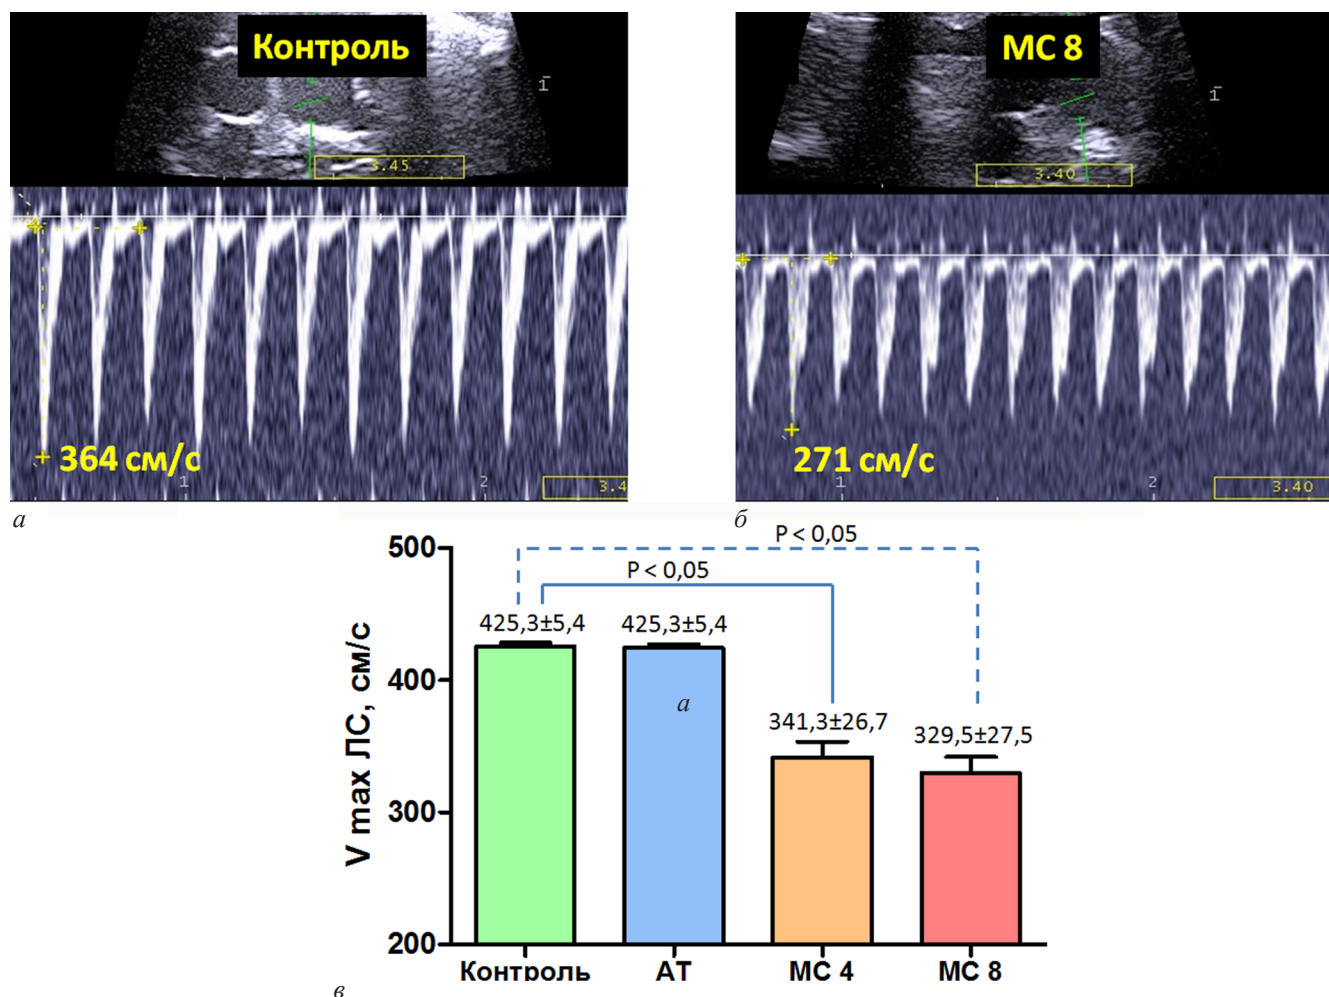 Контроль
1
3.45
364 см/с
1
2
3.4
а
МС 8
1
3.40
271 см/с
1
2
3.40
б
500
400
300
200
V max ЛС, см/с
P < 0,05
P < 0,05
425,3±5,4
425,3±5,4
341,3±26,7
329,5±27,5
а
Контроль
АТ
МС 4
МС 8
в